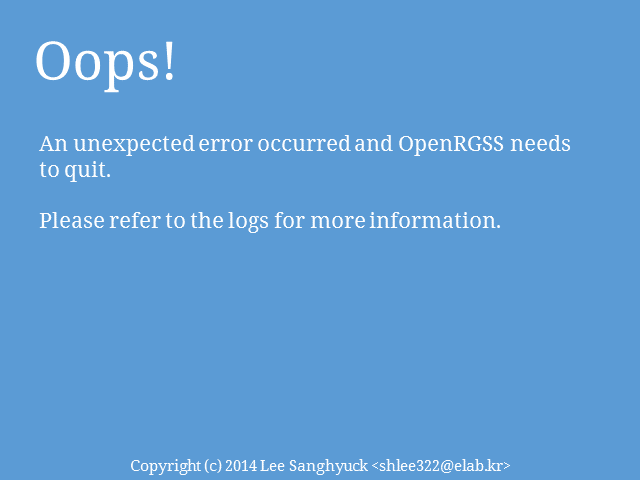 Oops!
An unexpected error occurred and OpenRGSS needs
to quit.
Please refer to the logs for more information.
Copyright (c) 2014 Lee Sanghyuck <shlee322@elab.kr>